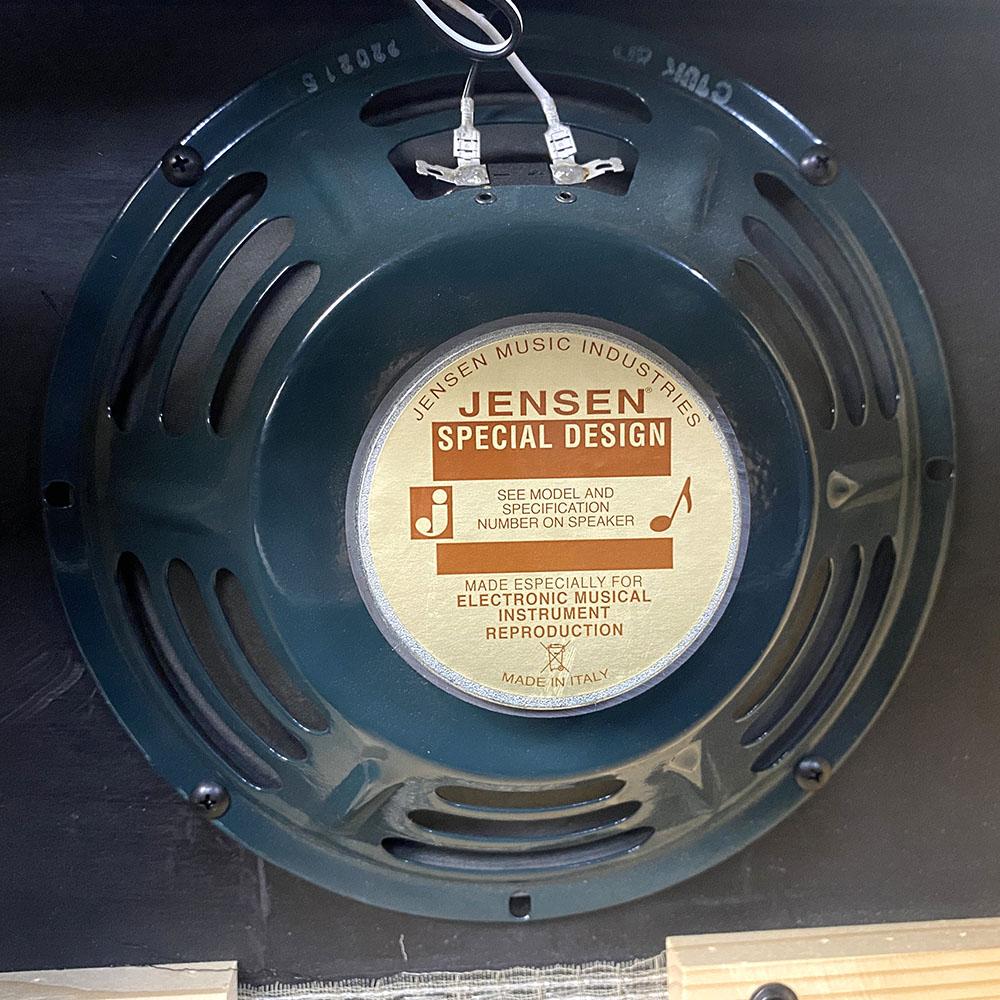 P20215
JENSEN MUSIC INDUSTRIES
JENSEN®
SPECIAL DESIGN
j
SEE MODEL AND
SPECIFICATION
NUMBER ON SPEAKER
MADE ESPECIALLY FOR
ELECTRONIC MUSICAL
INSTRUMENT
REPRODUCTION
MADE IN ITALY